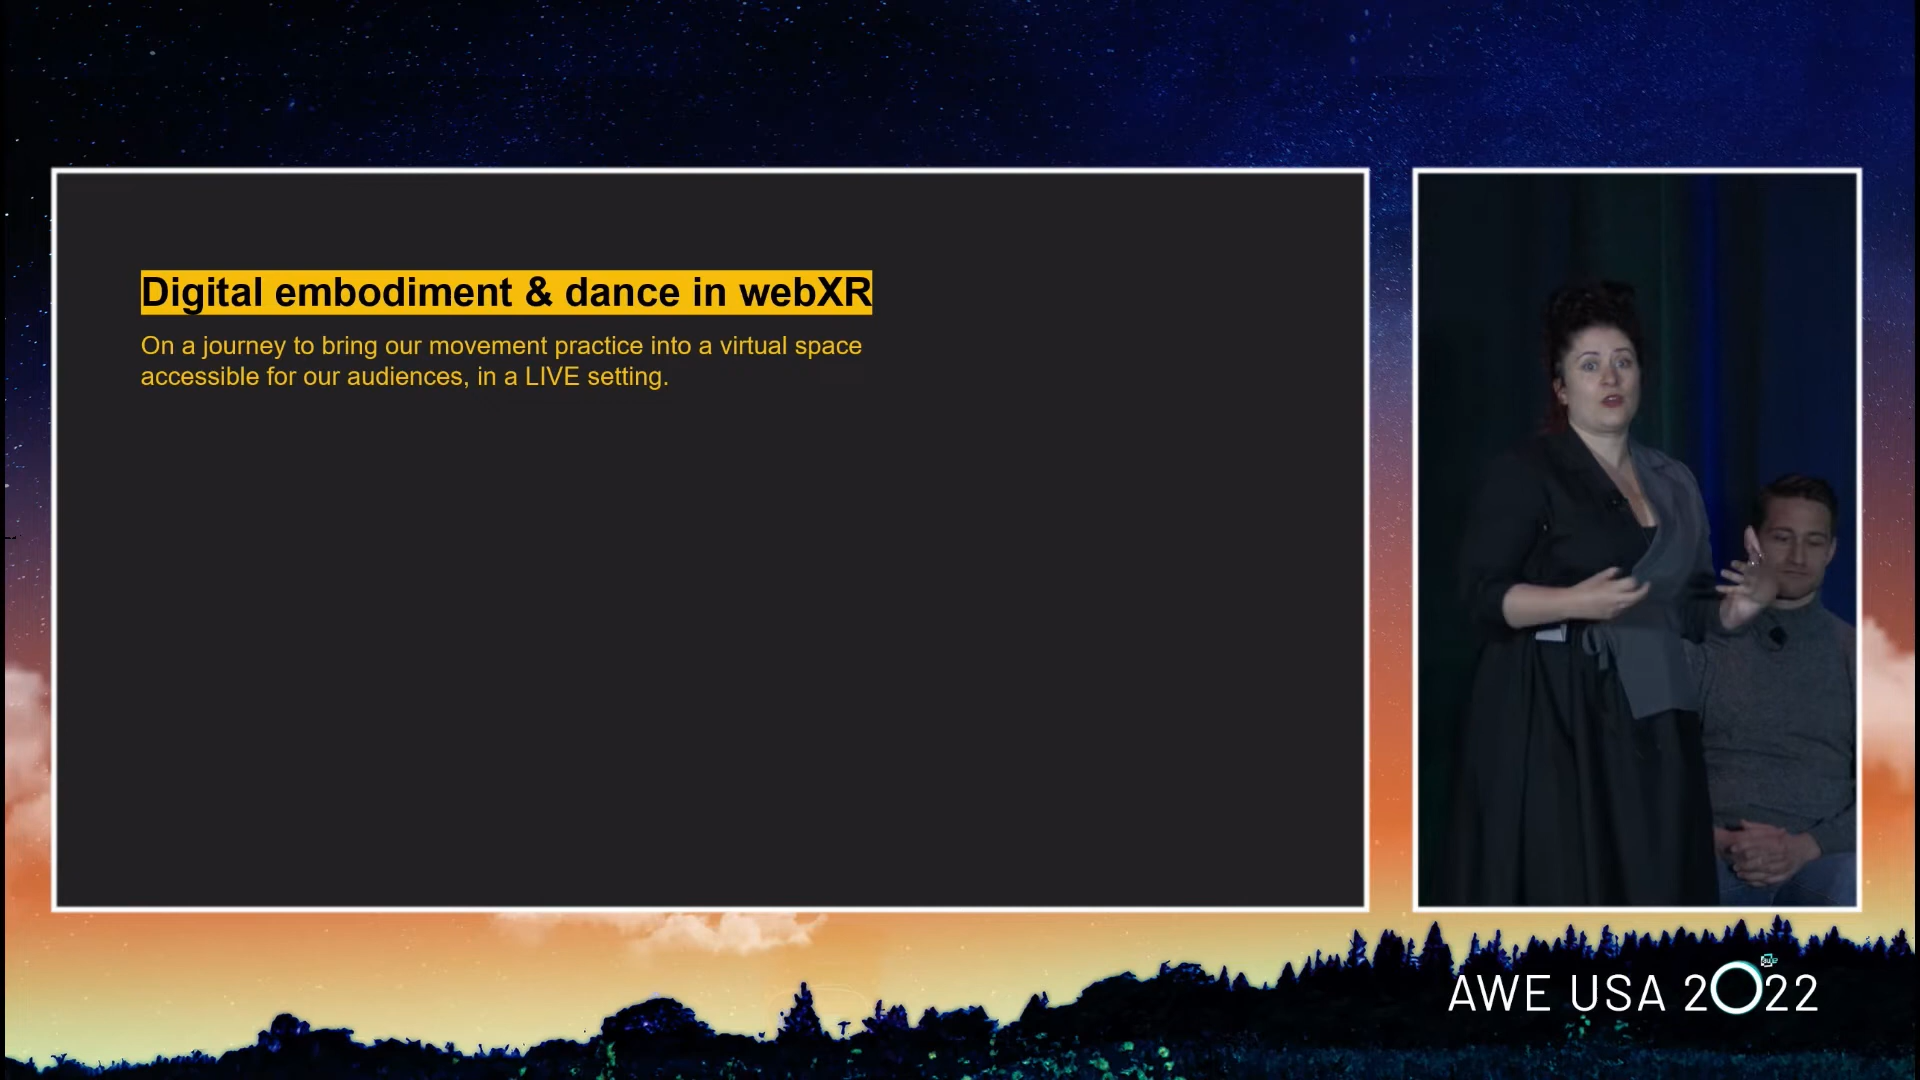 Digital embodiment & dance in webXR
On a journey to bring our movement practice into a virtual space
accessible for our audiences, in a LIVE setting.
AWE USA 2022